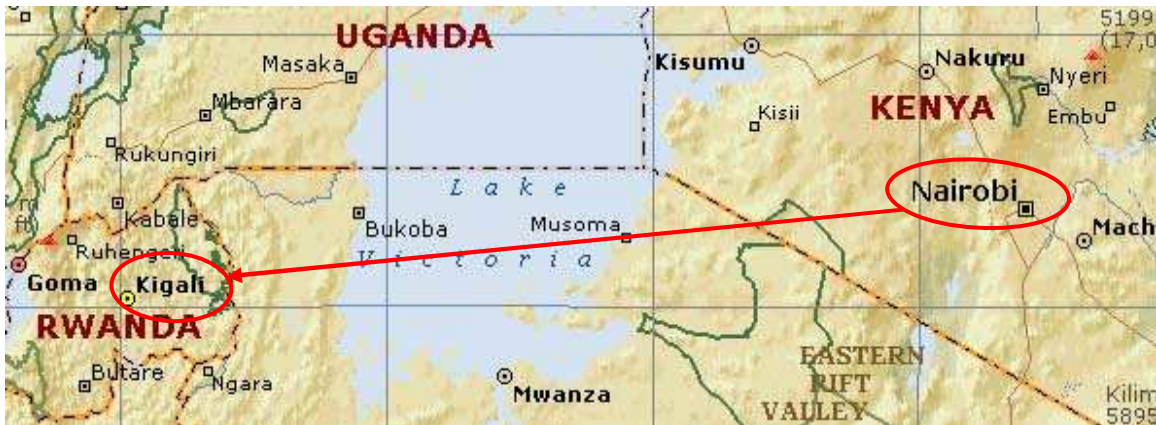 5199
(17,0
UGANDA
Masaka
Kisumu
Nakuru
Nyeri
Mbarara
Kisii
KENYA
Embu
Rukungiri
Lake
Nairobi
Kabale
Bukoba
Musoma
Mach
Ruhengeri
Victoria
Goma
Kigali
RWANDA
EASTERN
RIFT
VALLEY
Butare
Ngara
Mwanza
Kilim
5895